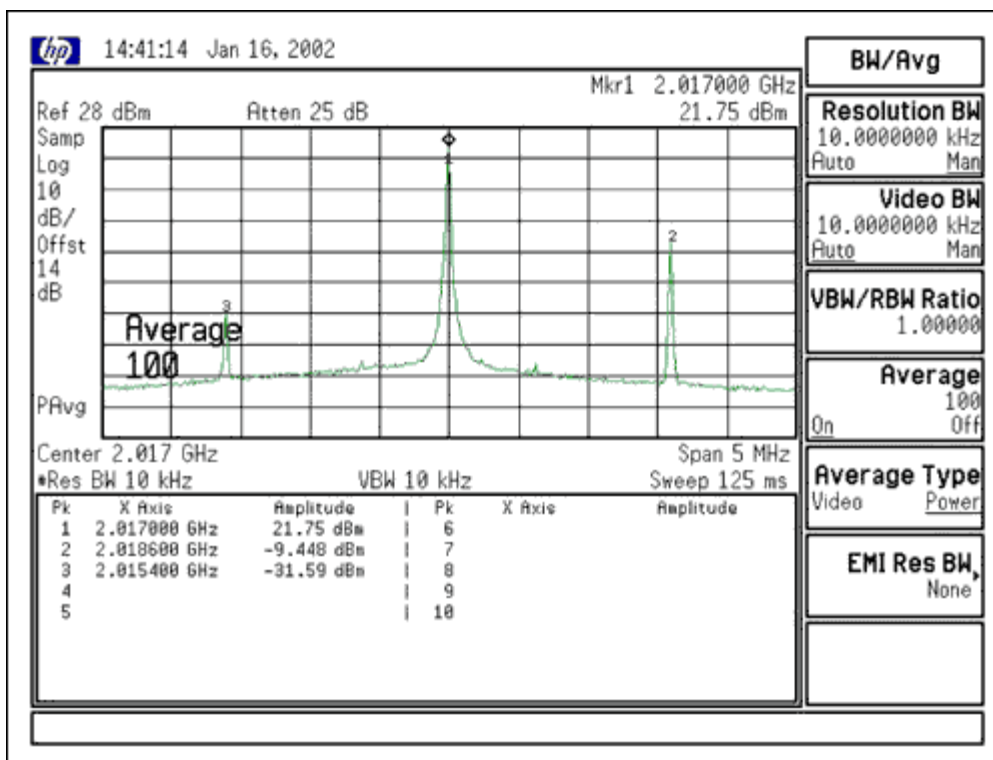 hp 14:41:14 Jan 16, 2002
Mkr1 2.017000 GHz
Ref 28 dBm Atten 25 dB 21.75 dBm
Samp
Log
10
dB/
Offst
14
dB
1
2
3
Average
100
PAvg
Center 2.017 GHz Span 5 MHz
*Res BW 10 kHz VBW 10 kHz Sweep 125 ms
Pk X Axis Amplitude | Pk X Axis Amplitude
1 2.017000 GHz 21.75 dBm | 6
2 2.018600 GHz -9.448 dBm | 7
3 2.015400 GHz -31.59 dBm | 8
4 | 9
5 | 10
BW/Avg
Resolution BW
10.0000000 kHz
Auto Man
Video BW
10.0000000 kHz
Auto Man
VBW/RBW Ratio
1.00000
Average
100
On Off
Average Type
Video Power
EMI Res BW
None